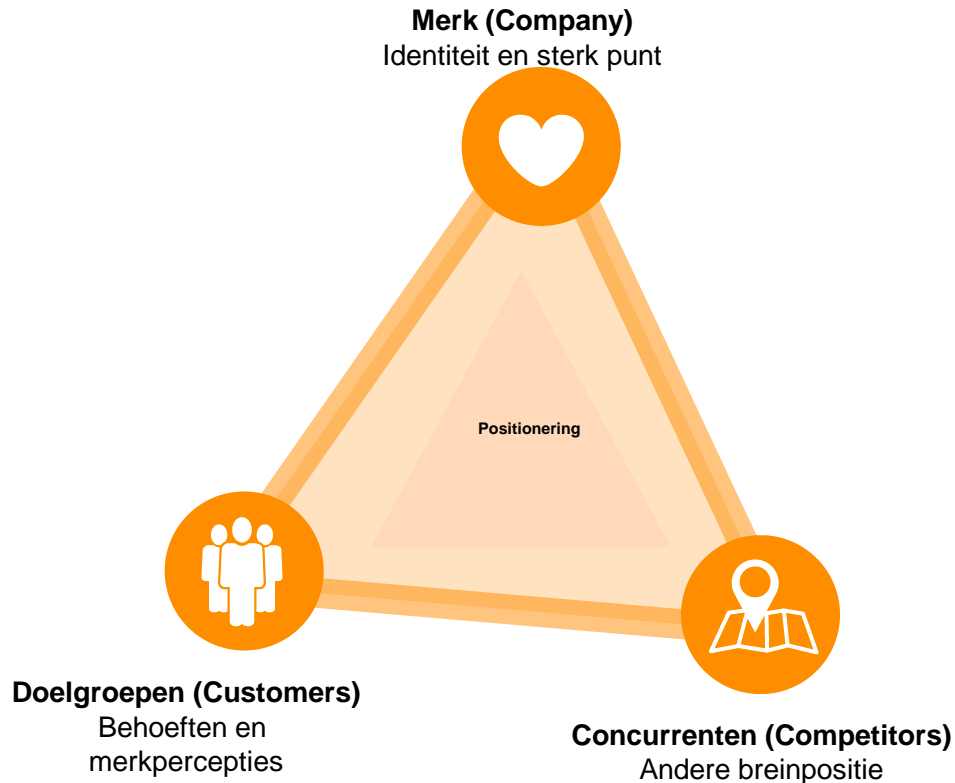 Merk (Company)
Identiteit en sterk punt
Positionering
Doelgroepen (Customers)
Behoeften en
merkpercepties
Concurrenten (Competitors)
Andere breinpositie